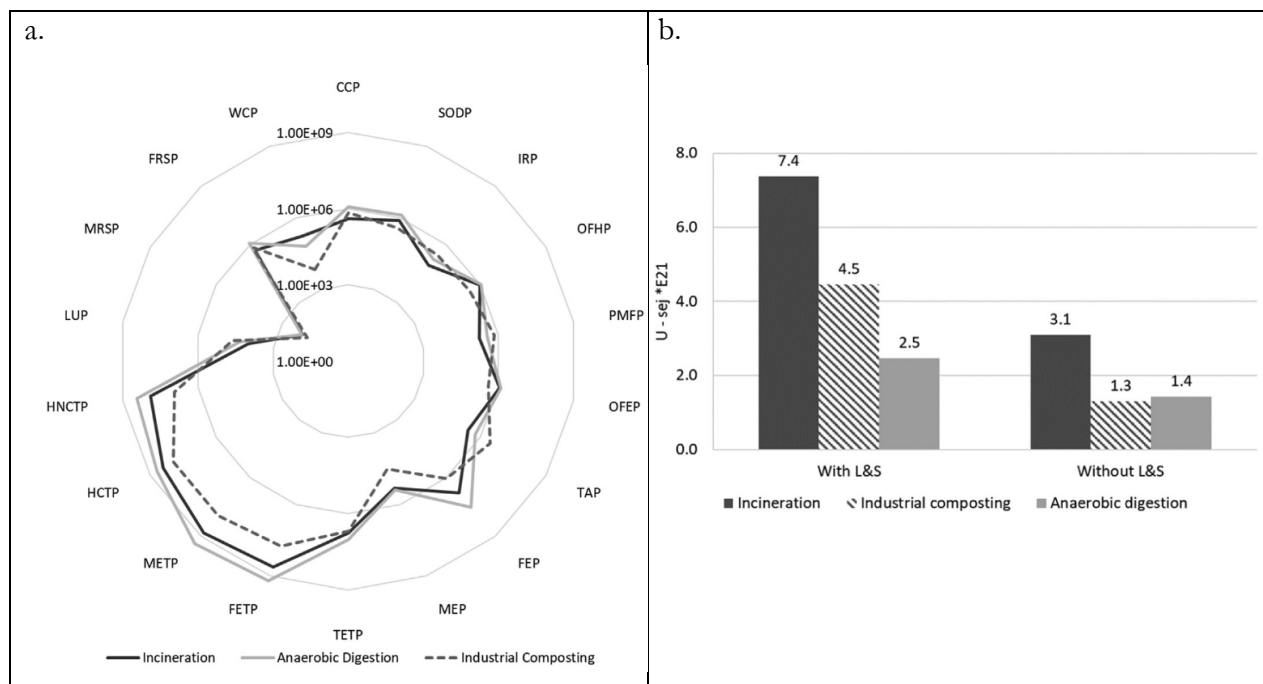 a.
CCP
SODP
IRP
OFHP
PMFP
OFEP
TAP
FEP
MEP
TETP
FETP
METP
HCTP
HNCTP
LUP
MRSP
FRSP
WCP
1.00E+09
1.00E+06
1.00E+03
1.00E+00
Incineration Anaerobic Digestion Industrial Composting
b.
U - sej *E21
8.0
6.0
4.0
2.0
0.0
7.4
4.5
2.5
3.1
1.3
1.4
With L&S Without L&S
Incineration Industrial composting Anaerobic digestion